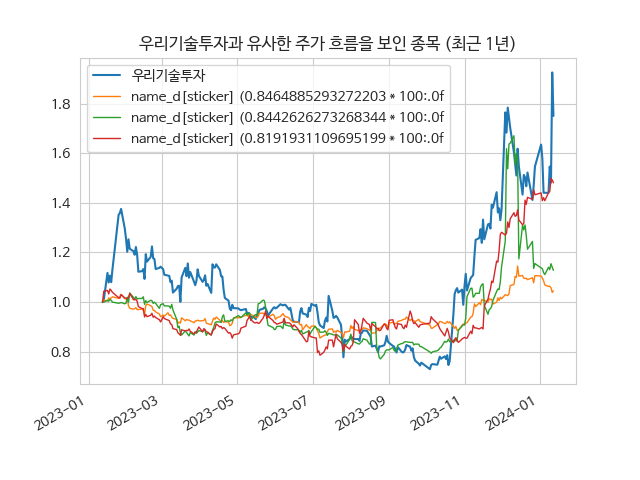 우리기술투자과 유사한 주가 흐름을 보인 종목 (최근 1년)
우리기술투자
name_d[sticker] (0.8464885293272203 * 100:.0f
name_d[sticker] (0.8442626273268344 * 100:.0f
name_d[sticker] (0.8191931109695199 * 100:.0f
1.8
1.6
1.4
1.2
1.0
0.8
2023-01
2023-03
2023-05
2023-07
2023-09
2023-11
2024-01